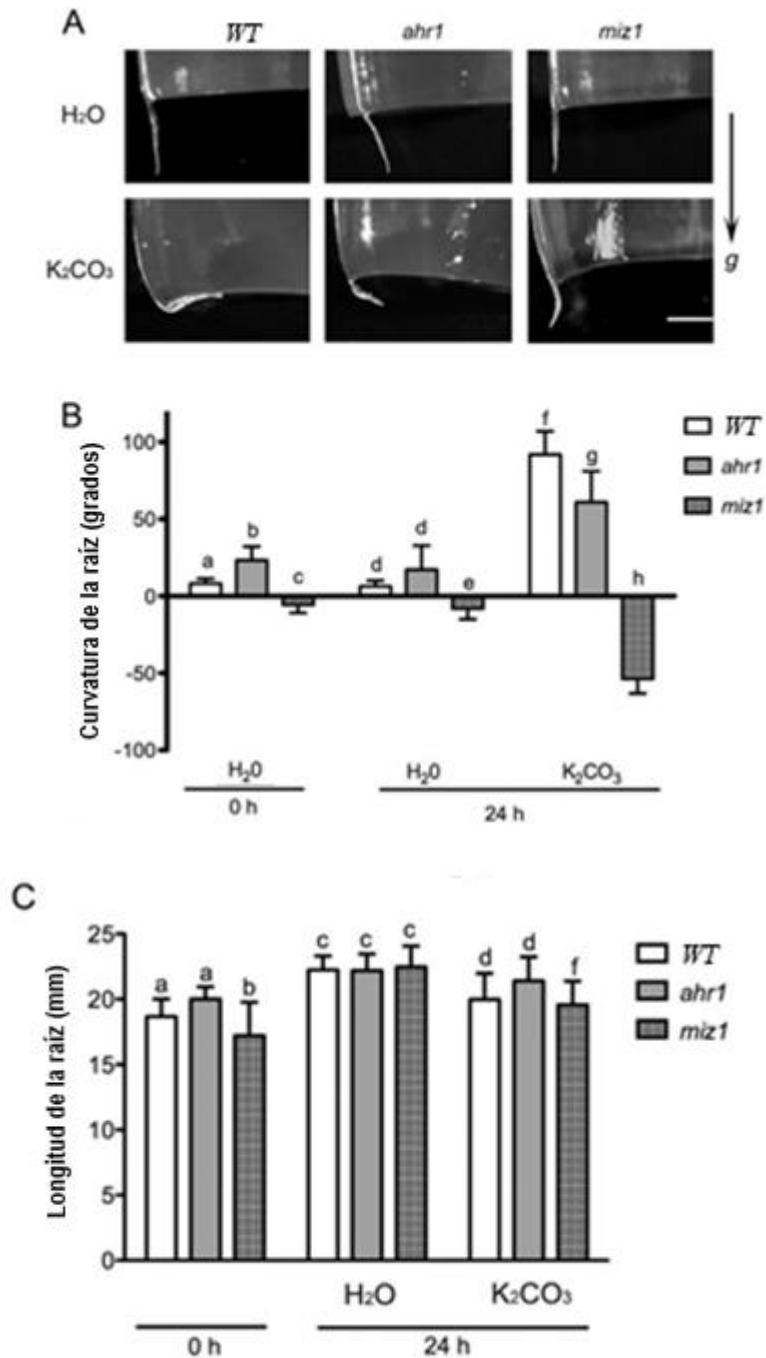 A
WT ahr1 miz1
H₂O
K₂CO₃
g
B
Curvatura de la raíz (grados)
100
50
0
-50
-100
a b c d d e f g h
WT
ahr1
miz1
H₂0 H₂0 K₂CO₃
0 h 24 h
C
Longitud de la raíz (mm)
25
20
15
10
5
0
a a b c c c d d f
WT
ahr1
miz1
H₂O K₂CO₃
0 h 24 h